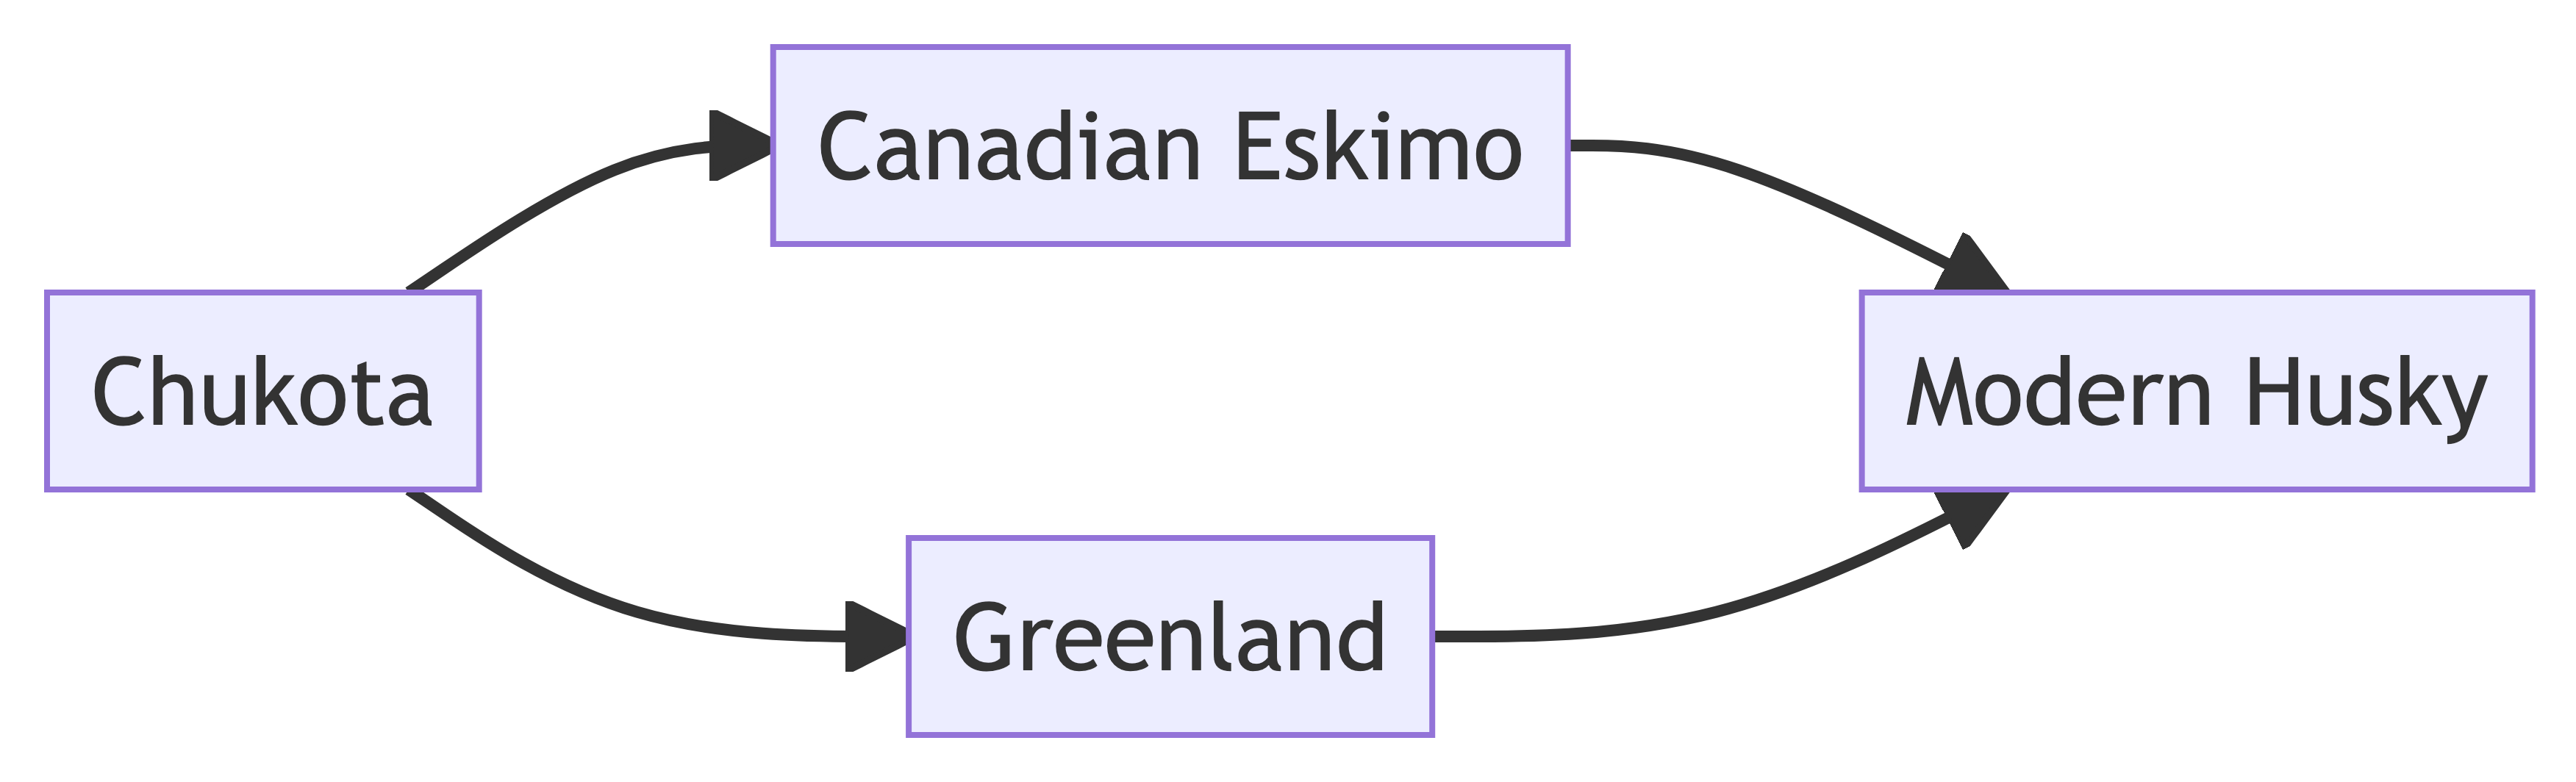 Canadian Eskimo
Chukota
Modern Husky
Greenland